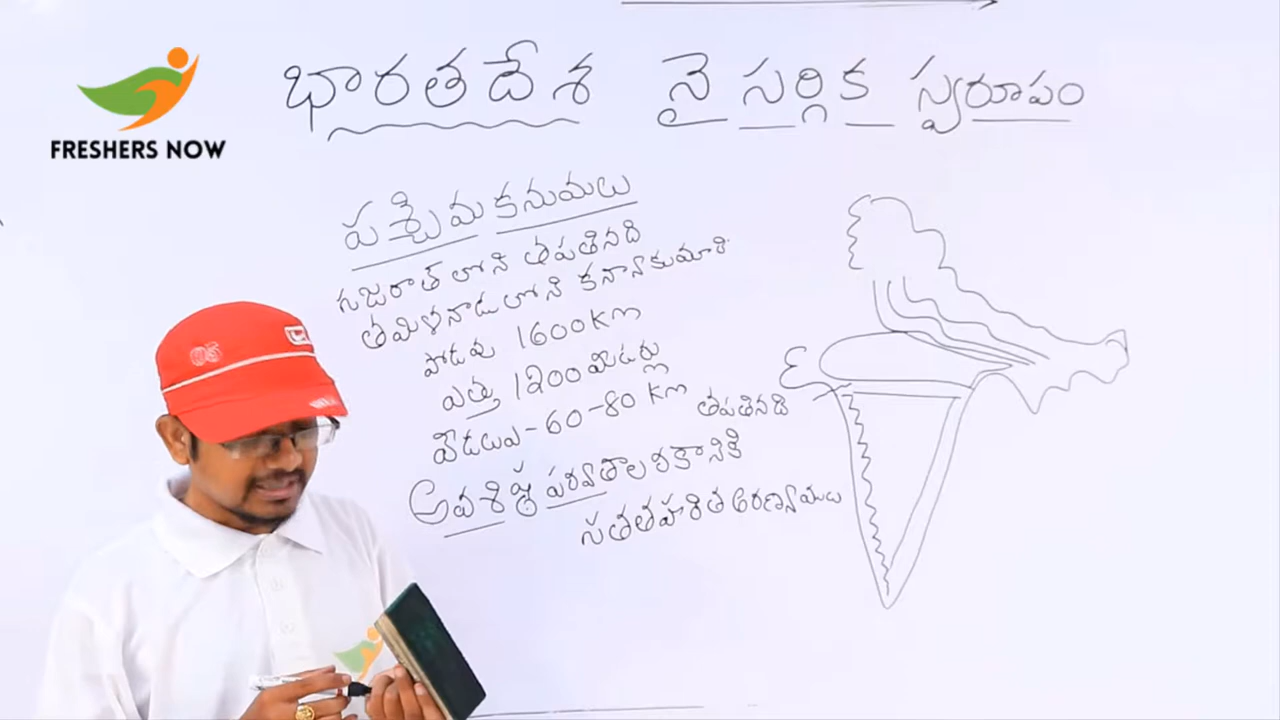 భారతదేశ నై సర్గిక స్వరూపం
FRESHERS NOW
పశ్చిమ కనుమలు
గుజరాత్ లోని తపతినది
తమిళనాడులోని కన్యాకుమారి
పోడవు 1600 Km
ఎత్తు 1200 మీటర్లు
వెడలుపు - 60-80 Km
తపతినది
అవశిష్ట పర్వతాల రకానికి
సతతహరిత అరణ్యాములు
05